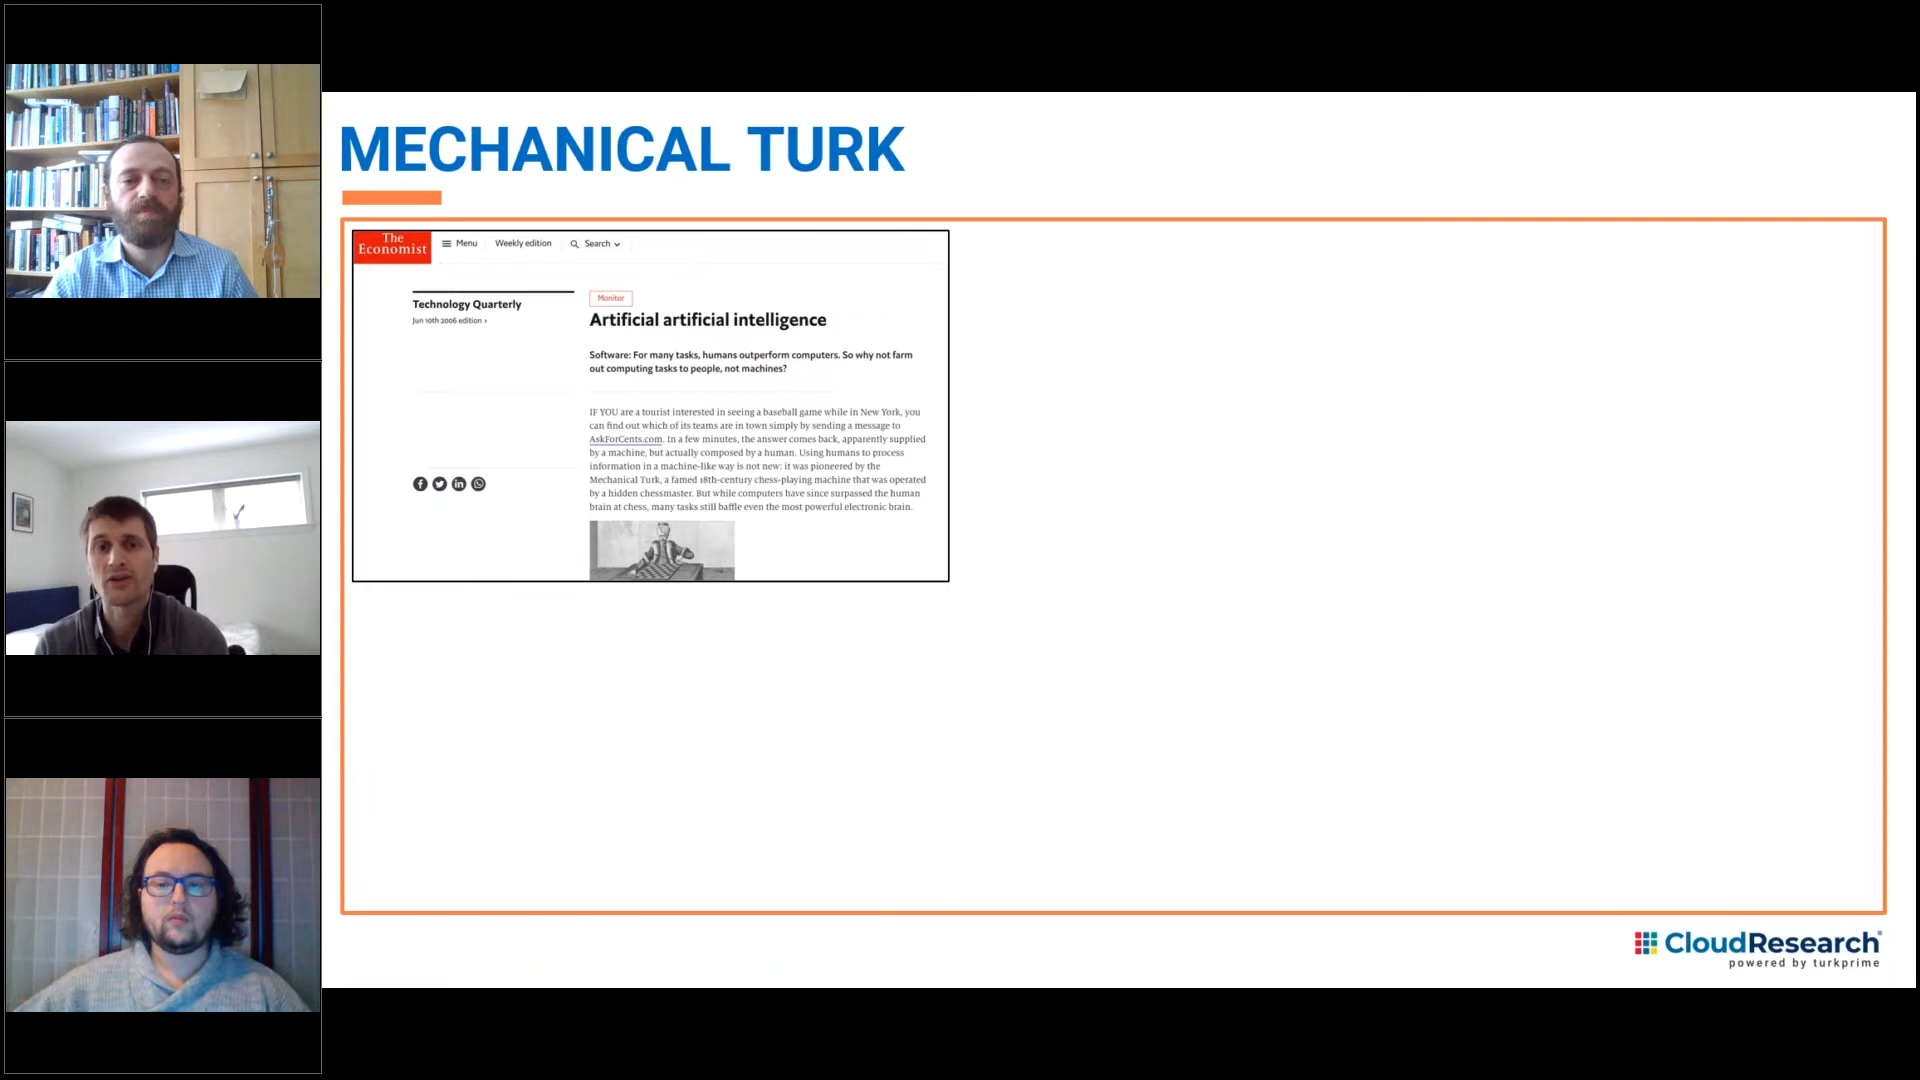 MECHANICAL TURK
The
Economist
Menu
Weekly edition
Search
Technology Quarterly
Jun 10th 2006 edition ›
Monitor
Artificial artificial intelligence
Software: For many tasks, humans outperform computers. So why not farm
out computing tasks to people, not machines?
IF YOU are a tourist interested in seeing a baseball game while in New York, you
can find out which of its teams are in town simply by sending a message to
AskForCents.com. In a few minutes, the answer comes back, apparently supplied
by a machine, but actually composed by a human. Using humans to process
information in a machine-like way is not new: it was pioneered by the
Mechanical Turk, a famed 18th-century chess-playing machine that was operated
by a hidden chessmaster. But while computers have since surpassed the human
brain at chess, many tasks still baffle even the most powerful electronic brain.
CloudResearch®
powered by turkprime